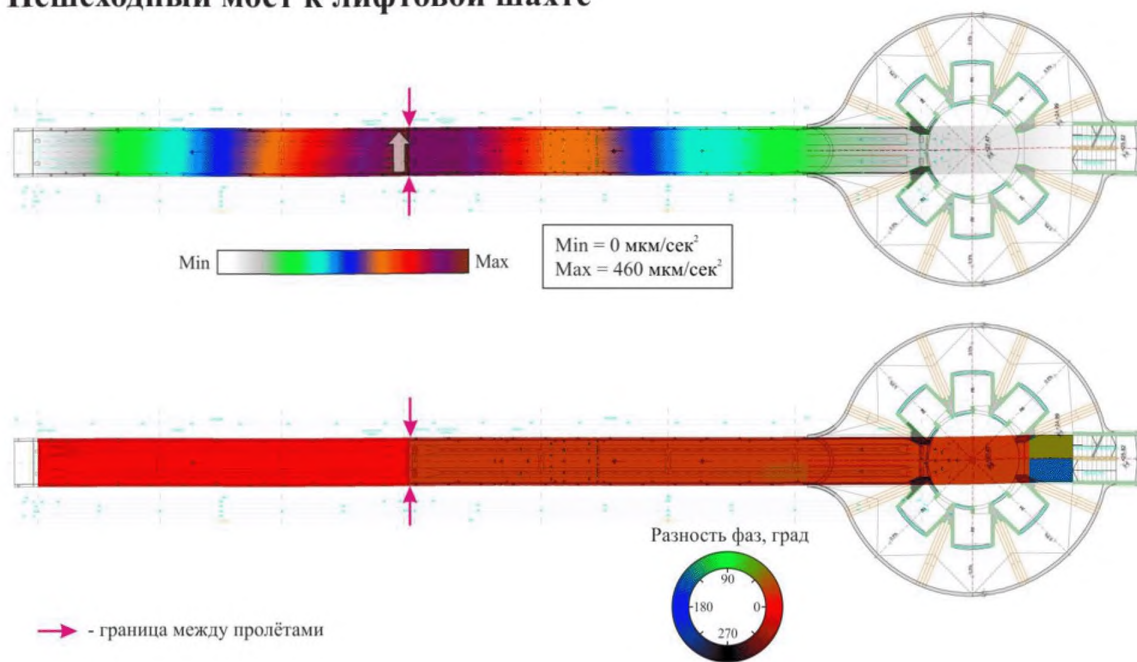 Пешеходный мост к лифтовой шахте
Min
Max
Min = 0 мкм/сек²
Max = 460 мкм/сек²
Разность фаз, град
90
180
0
270
- граница между пролётами